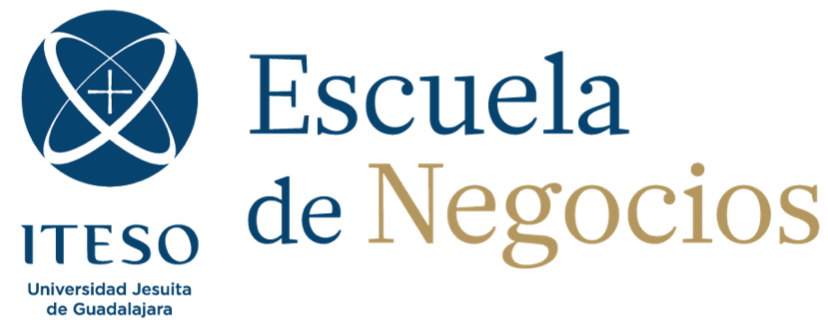 ITESO
Universidad Jesuita
de Guadalajara
Escuela
de Negocios